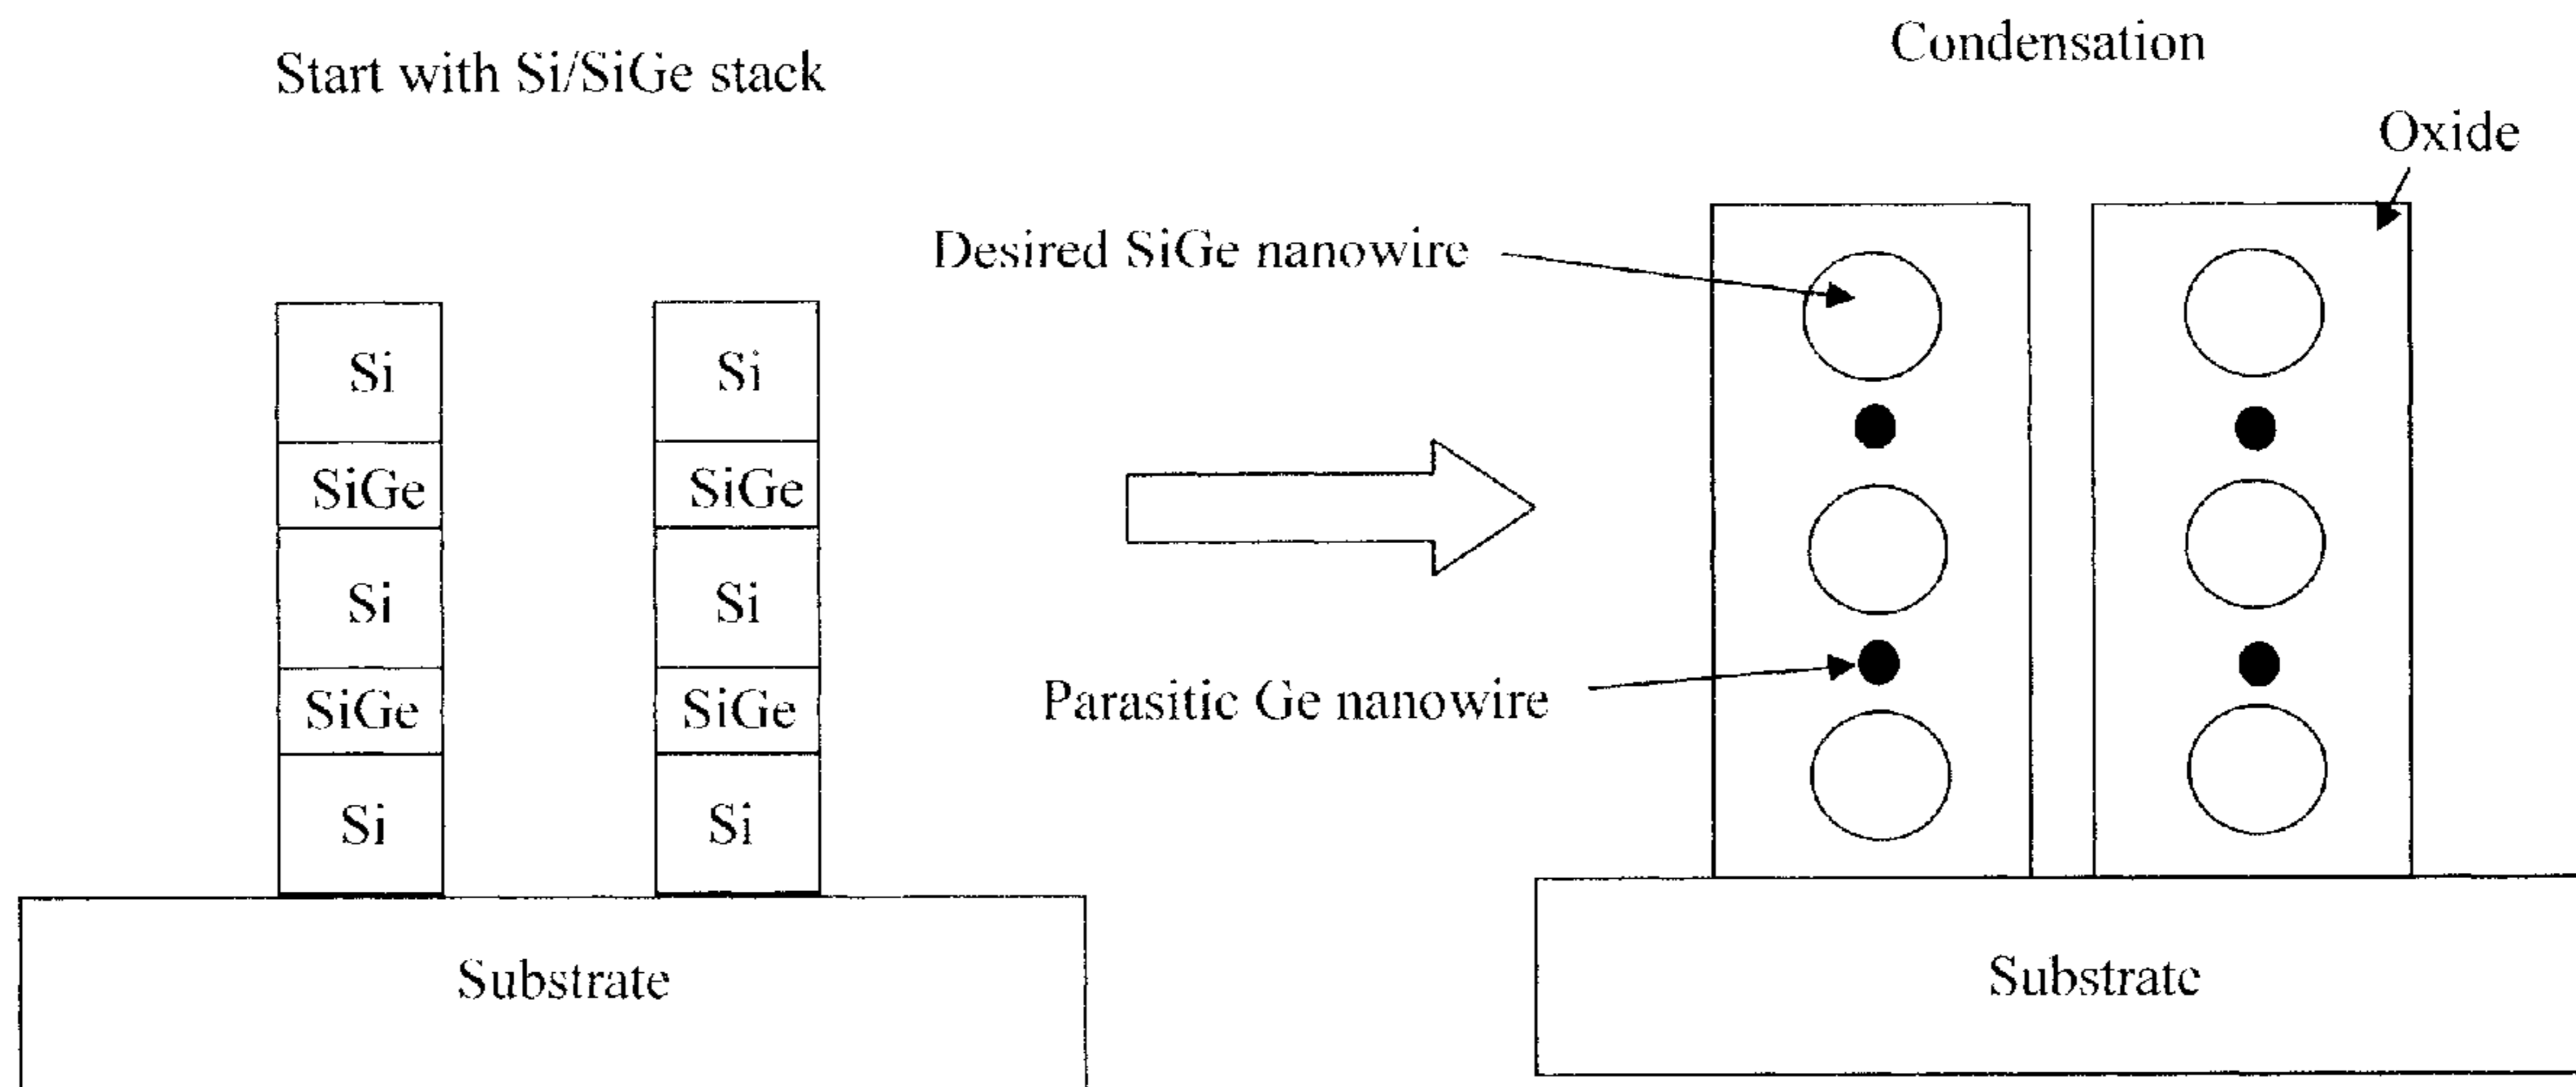 Start with Si/SiGe stack
Si
SiGe
Si
SiGe
Si
Si
SiGe
Si
SiGe
Si
Substrate
Condensation
Oxide
Desired SiGe nanowire
Parasitic Ge nanowire
Substrate